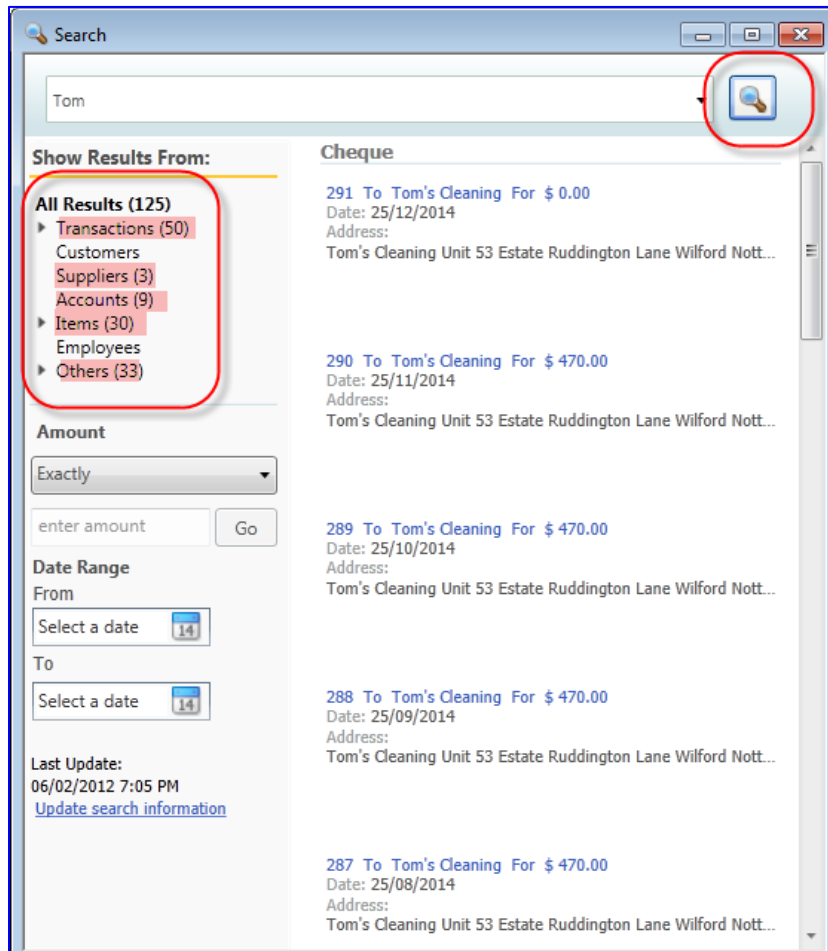 Search
Tom
Show Results From:
All Results (125)
Transactions (50)
Customers
Suppliers (3)
Accounts (9)
Items (30)
Employees
Others (33)
Amount
Exactly
enter amount
Go
Date Range
From
Select a date
14
To
Select a date
14
Last Update:
06/02/2012 7:05 PM
Update search information
Cheque
291 To Tom's Cleaning For $ 0.00
Date: 25/12/2014
Address:
Tom's Cleaning Unit 53 Estate Ruddington Lane Wilford Nott...
290 To Tom's Cleaning For $ 470.00
Date: 25/11/2014
Address:
Tom's Cleaning Unit 53 Estate Ruddington Lane Wilford Nott...
289 To Tom's Cleaning For $ 470.00
Date: 25/10/2014
Address:
Tom's Cleaning Unit 53 Estate Ruddington Lane Wilford Nott...
288 To Tom's Cleaning For $ 470.00
Date: 25/09/2014
Address:
Tom's Cleaning Unit 53 Estate Ruddington Lane Wilford Nott...
287 To Tom's Cleaning For $ 470.00
Date: 25/08/2014
Address:
Tom's Cleaning Unit 53 Estate Ruddington Lane Wilford Nott...